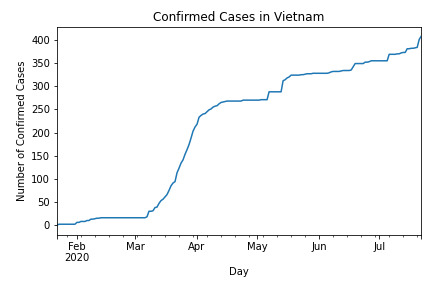 Confirmed Cases in Vietnam
Number of Confirmed Cases
400
350
300
250
200
150
100
50
0
Feb
2020
Mar
Apr
May
Jun
Jul
Day